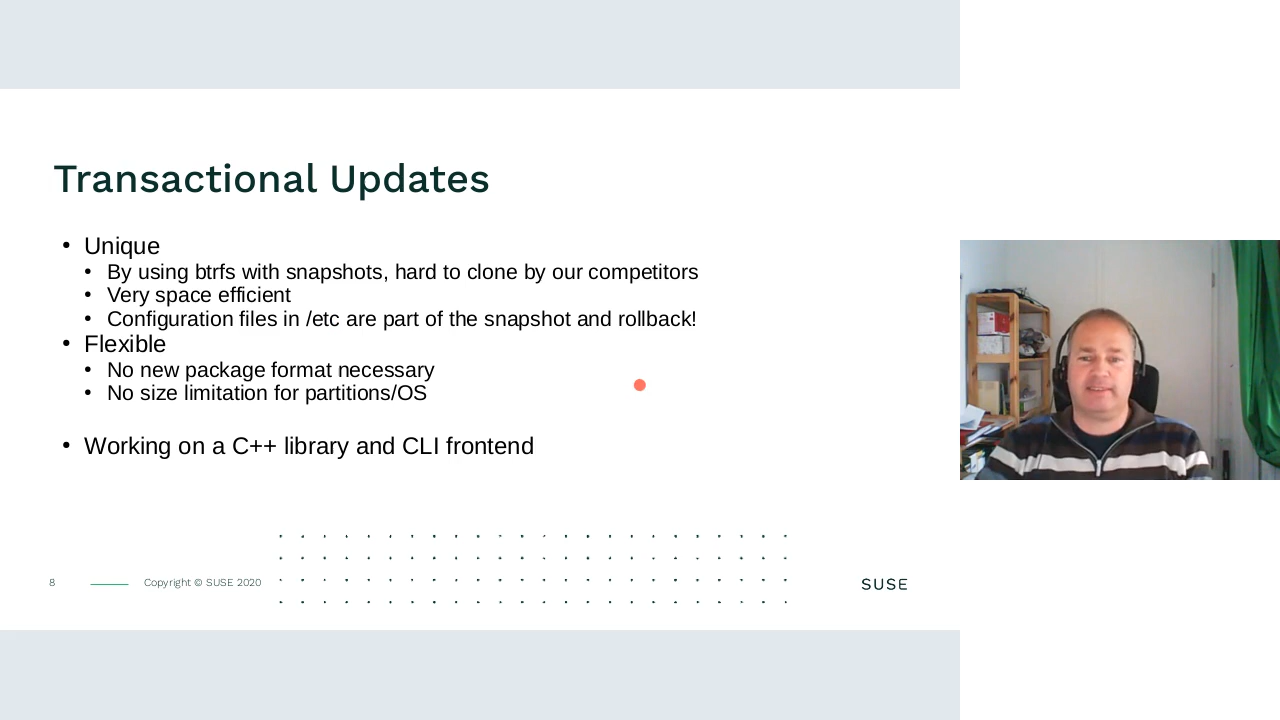 Transactional Updates
• Unique
• By using btrfs with snapshots, hard to clone by our competitors
• Very space efficient
• Configuration files in /etc are part of the snapshot and rollback!
• Flexible
• No new package format necessary
• No size limitation for partitions/OS
• Working on a C++ library and CLI frontend
8 Copyright © SUSE 2020 SUSE